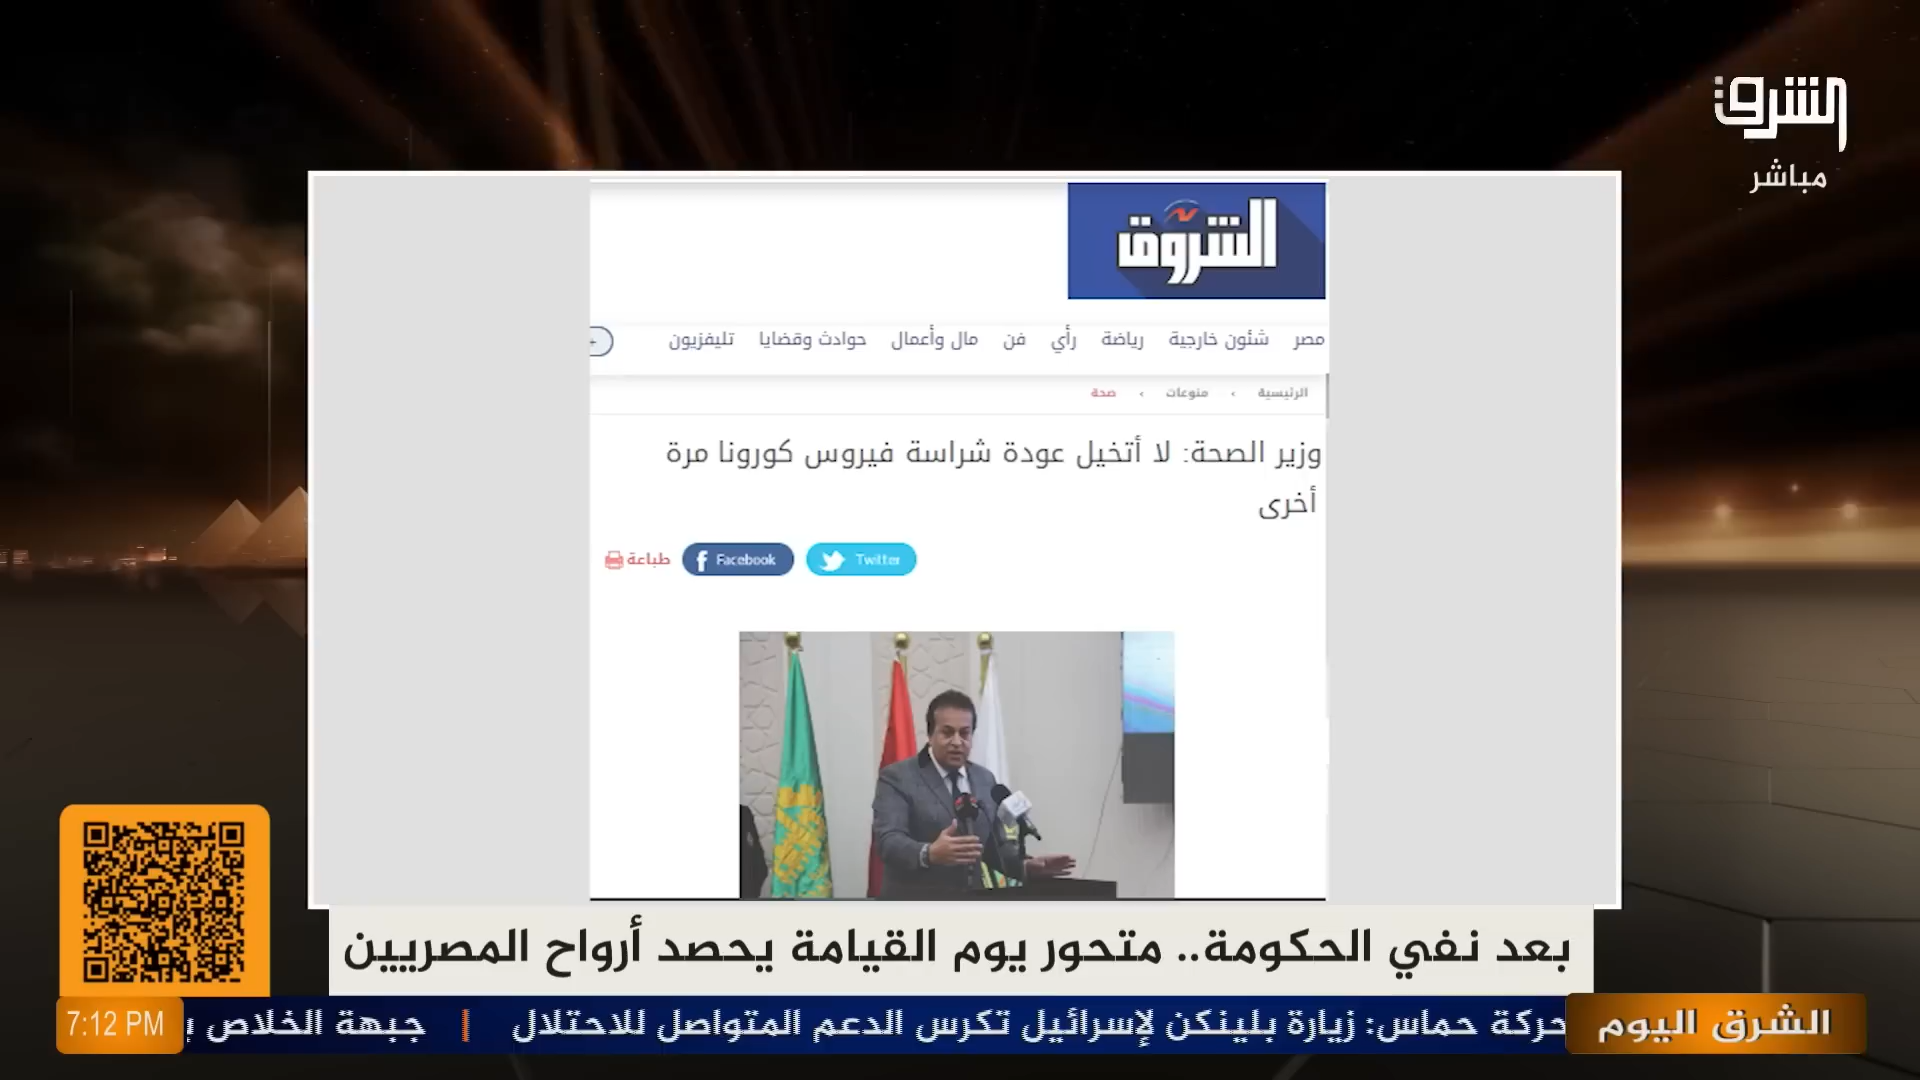 الشرق
مباشر
الشروق
مصر شئون خارجية رياضة رأي فن مال وأعمال حوادث وقضايا تليفزيون +
الرئيسية › منوعات › صحة
وزير الصحة: لا أتخيل عودة شراسة فيروس كورونا مرة
أخرى
Twitter Facebook طباعة
بعد نفي الحكومة.. متحور يوم القيامة يحصد أرواح المصريين
الشرق اليوم
حركة حماس: زيارة بلينكن لإسرائيل تكرس الدعم المتواصل للاحتلال | جبهة الخلاص
7:12 PM